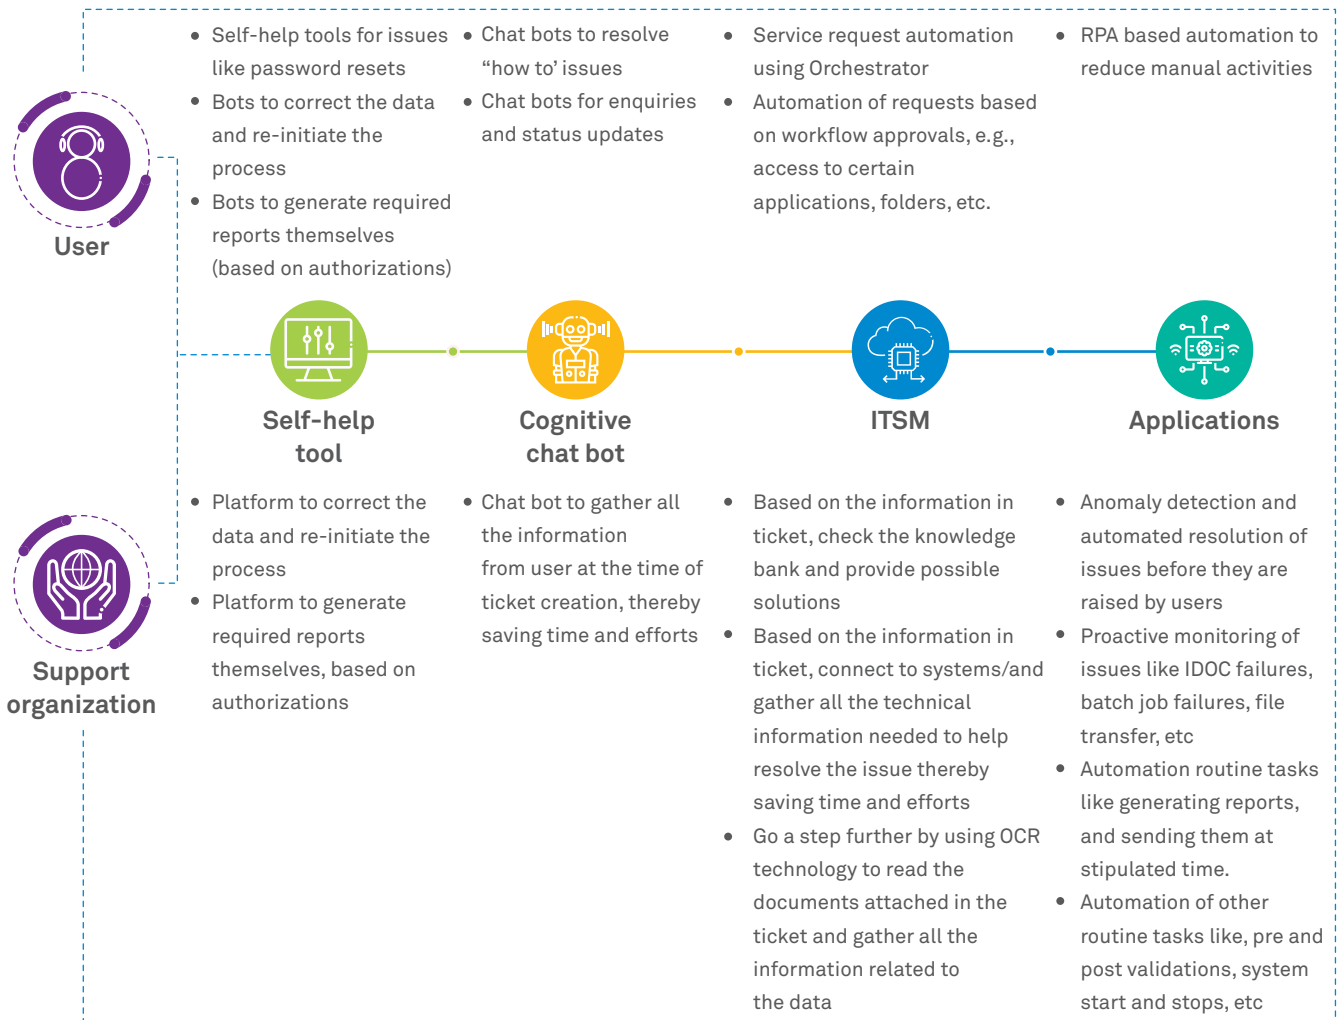 • Self-help tools for issues
like password resets
• Bots to correct the data
and re-initiate the
process
• Bots to generate required
reports themselves
(based on authorizations)
• Chat bots to resolve
“how to’ issues
• Chat bots for enquiries
and status updates
• Service request automation
using Orchestrator
• Automation of requests based
on workflow approvals, e.g.,
access to certain
applications, folders, etc.
• RPA based automation to
reduce manual activities
User
Self-help
tool
Cognitive
chat bot
ITSM
Applications
Support
organization
• Platform to correct the
data and re-initiate the
process
• Platform to generate
required reports
themselves, based on
authorizations
• Chat bot to gather all
the information
from user at the time of
ticket creation, thereby
saving time and efforts
• Based on the information in
ticket, check the knowledge
bank and provide possible
solutions
• Based on the information in
ticket, connect to systems/and
gather all the technical
information needed to help
resolve the issue thereby
saving time and efforts
• Go a step further by using OCR
technology to read the
documents attached in the
ticket and gather all the
information related to
the data
• Anomaly detection and
automated resolution of
issues before they are
raised by users
• Proactive monitoring of
issues like IDOC failures,
batch job failures, file
transfer, etc
• Automation routine tasks
like generating reports,
and sending them at
stipulated time.
• Automation of other
routine tasks like, pre and
post validations, system
start and stops, etc